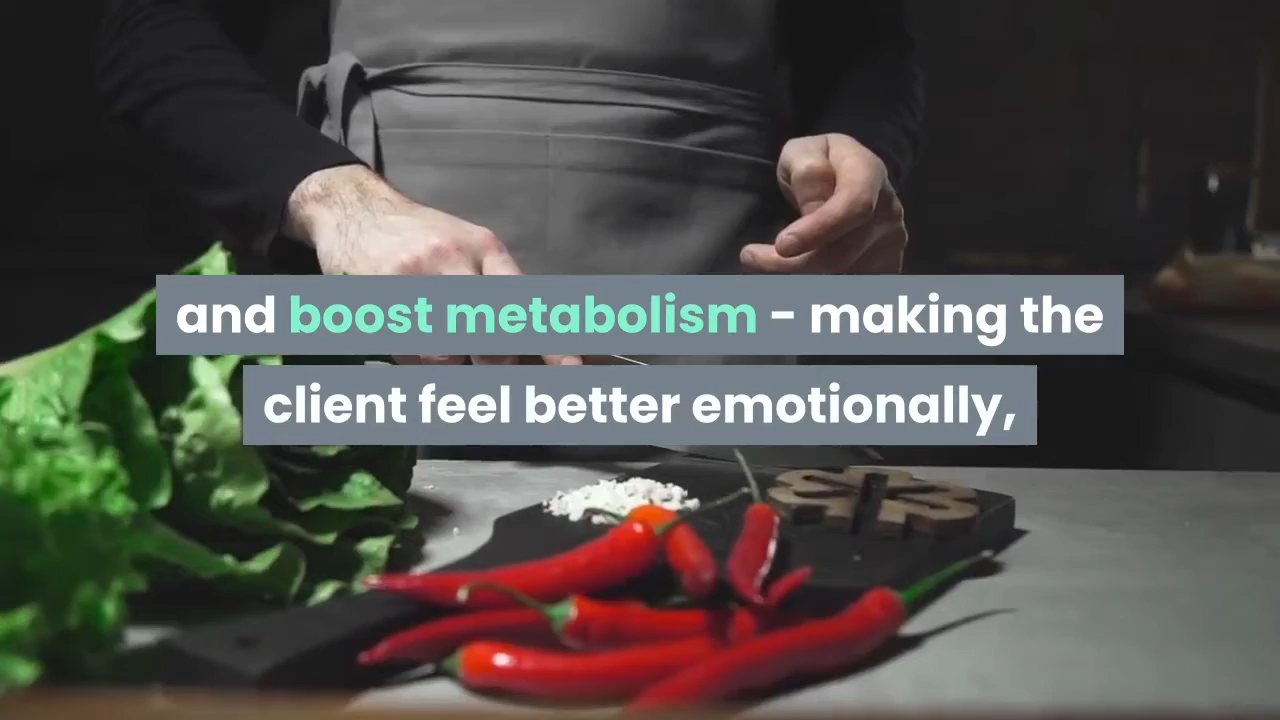 and boost metabolism - making the
client feel better emotionally,